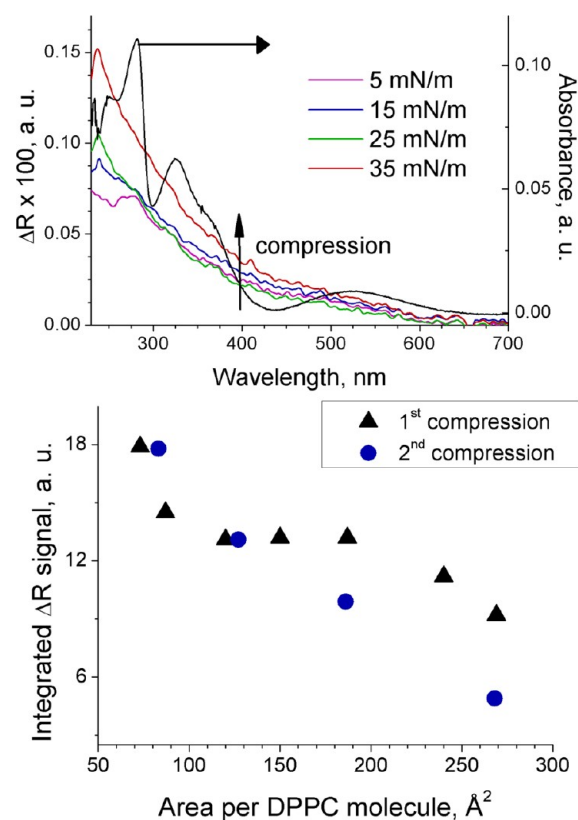 0.15
0.10
0.05
0.00
ΔR x 100, a. u.
5 mN/m
15 mN/m
25 mN/m
35 mN/m
compression
0.10
0.05
0.00
Absorbance, a. u.
300 400 500 600 700
Wavelength, nm
1st compression
2nd compression
18
12
6
Integrated ΔR signal, a. u.
50 100 150 200 250 300
Area per DPPC molecule, Å²